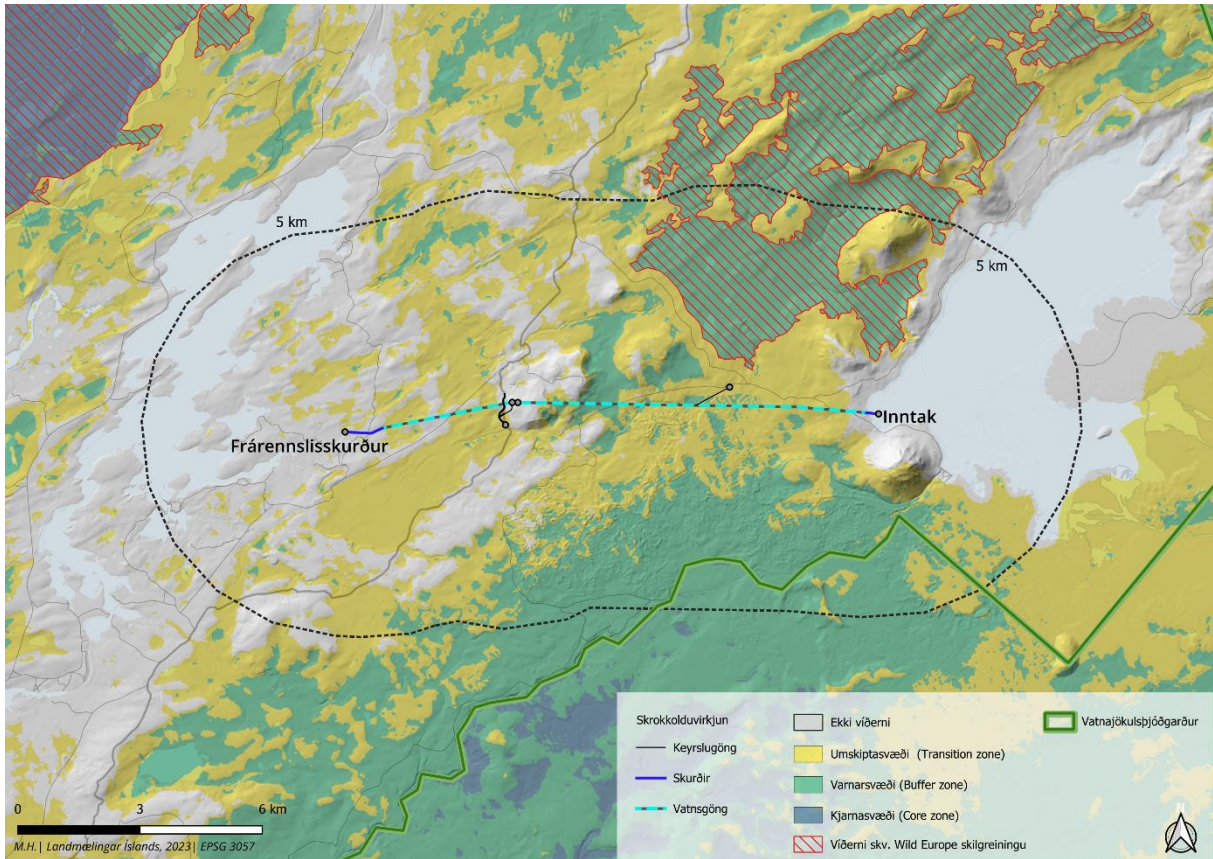 5 km
5 km
Inntak
Frárennslisskurður
Skrokkolduvirkjun
Keyrslugöng
Skurðir
Vatnsgöng
Ekki víðerni
Umskiptasvæði (Transition zone)
Varnarsvæði (Buffer zone)
Kjarnasvæði (Core zone)
Víðerni skv. Wild Europe skilgreiningu
Vatnajökulsþjóðgarður
0 3 6 km
M.H. | Landmælingar Íslands, 2023 | EPSG 3057
N